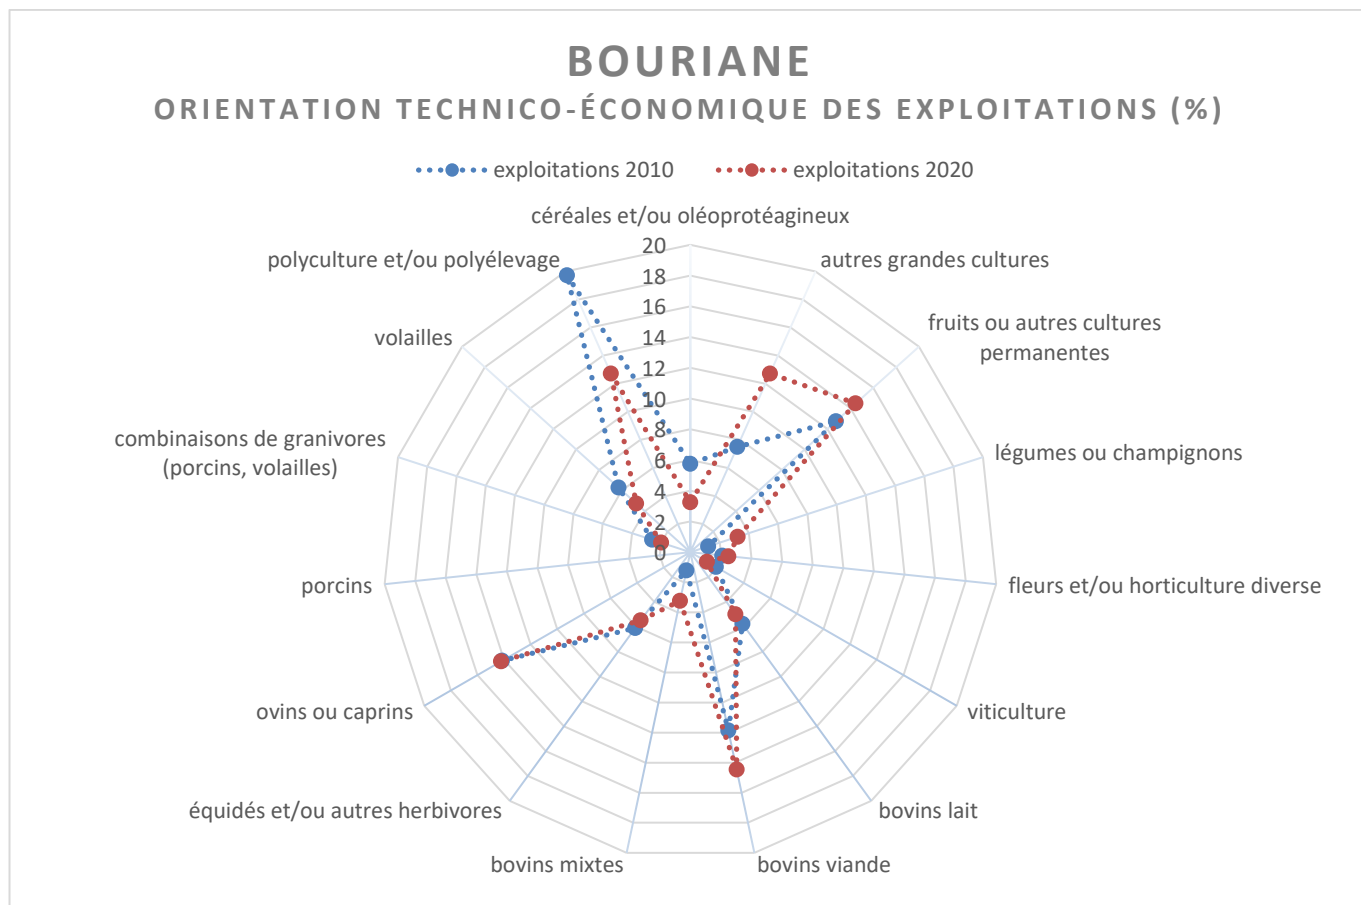 BOURIANE
ORIENTATION TECHNICO-ÉCONOMIQUE DES EXPLOITATIONS (%)
exploitations 2010
exploitations 2020
céréales et/ou oléoprotéagineux
autres grandes cultures
fruits ou autres cultures
permanentes
légumes ou champignons
fleurs et/ou horticulture diverse
viticulture
bovins lait
bovins viande
bovins mixtes
équidés et/ou autres herbivores
ovins ou caprins
porcins
combinaisons de granivores
(porcins, volailles)
volailles
polyculture et/ou polyélevage
20
18
16
14
12
10
8
6
4
2
0